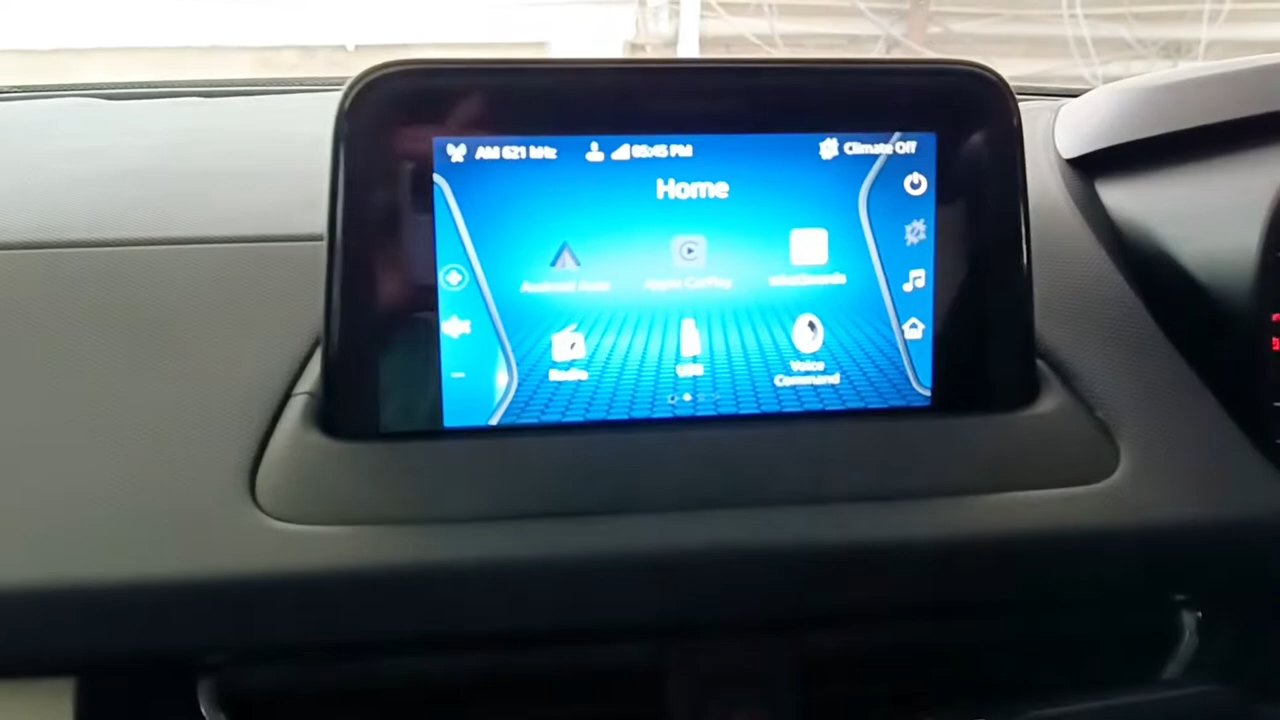 AM 621 kHz
05:45 PM
Climate Off
Home
Android Auto
Apple CarPlay
Radio
USB
Voice
Command